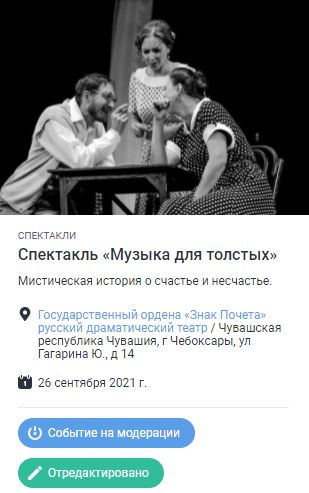 СПЕКТАКЛИ
Спектакль «Музыка для толстых»
Мистическая история о счастье и несчастье.
Государственный ордена «Знак Почета»
русский драматический театр / Чувашская
республика Чувашия, г Чебоксары, ул
Гагарина Ю., д 14
26 сентября 2021 г.
Событие на модерации
Отредактировано